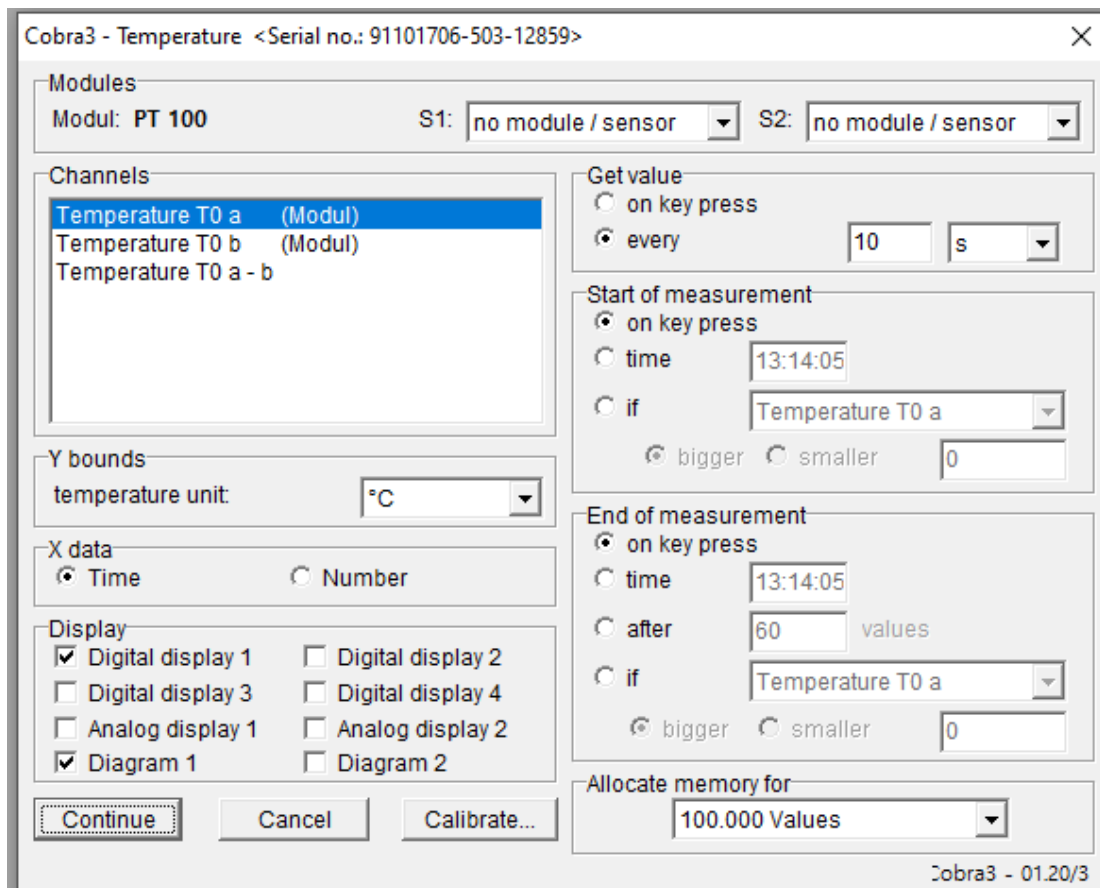 Cobra3 - Temperature <Serial no.: 91101706-503-12859>
Modules
Modul: PT 100 S1: no module / sensor S2: no module / sensor
Channels
Temperature T0 a (Modul)
Temperature T0 b (Modul)
Temperature T0 a - b
Y bounds
temperature unit: °C
X data
Time Number
Display
Digital display 1 Digital display 2
Digital display 3 Digital display 4
Analog display 1 Analog display 2
Diagram 1 Diagram 2
Continue Cancel Calibrate...
Get value
on key press
every 10 s
Start of measurement
on key press
time 13:14:05
if Temperature T0 a
bigger smaller 0
End of measurement
on key press
time 13:14:05
after 60 values
if Temperature T0 a
bigger smaller 0
Allocate memory for
100.000 Values
Cobra3 - 01.20/3